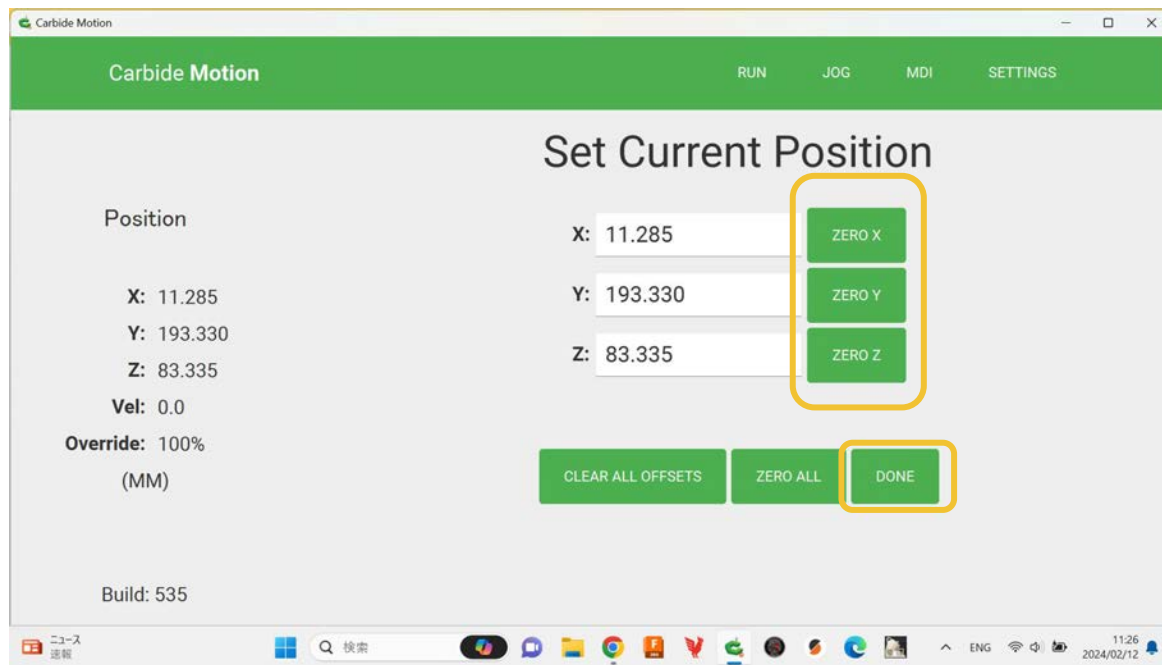 Carbide Motion
Carbide Motion
RUN
JOG
MDI
SETTINGS
Set Current Position
Position
X: 11.285
Y: 193.330
Z: 83.335
Vel: 0.0
Override: 100%
(MM)
X: 11.285
ZERO X
Y: 193.330
ZERO Y
Z: 83.335
ZERO Z
CLEAR ALL OFFSETS
ZERO ALL
DONE
Build: 535
ニュース
速報
検索
ENG
11:26
2024/02/12